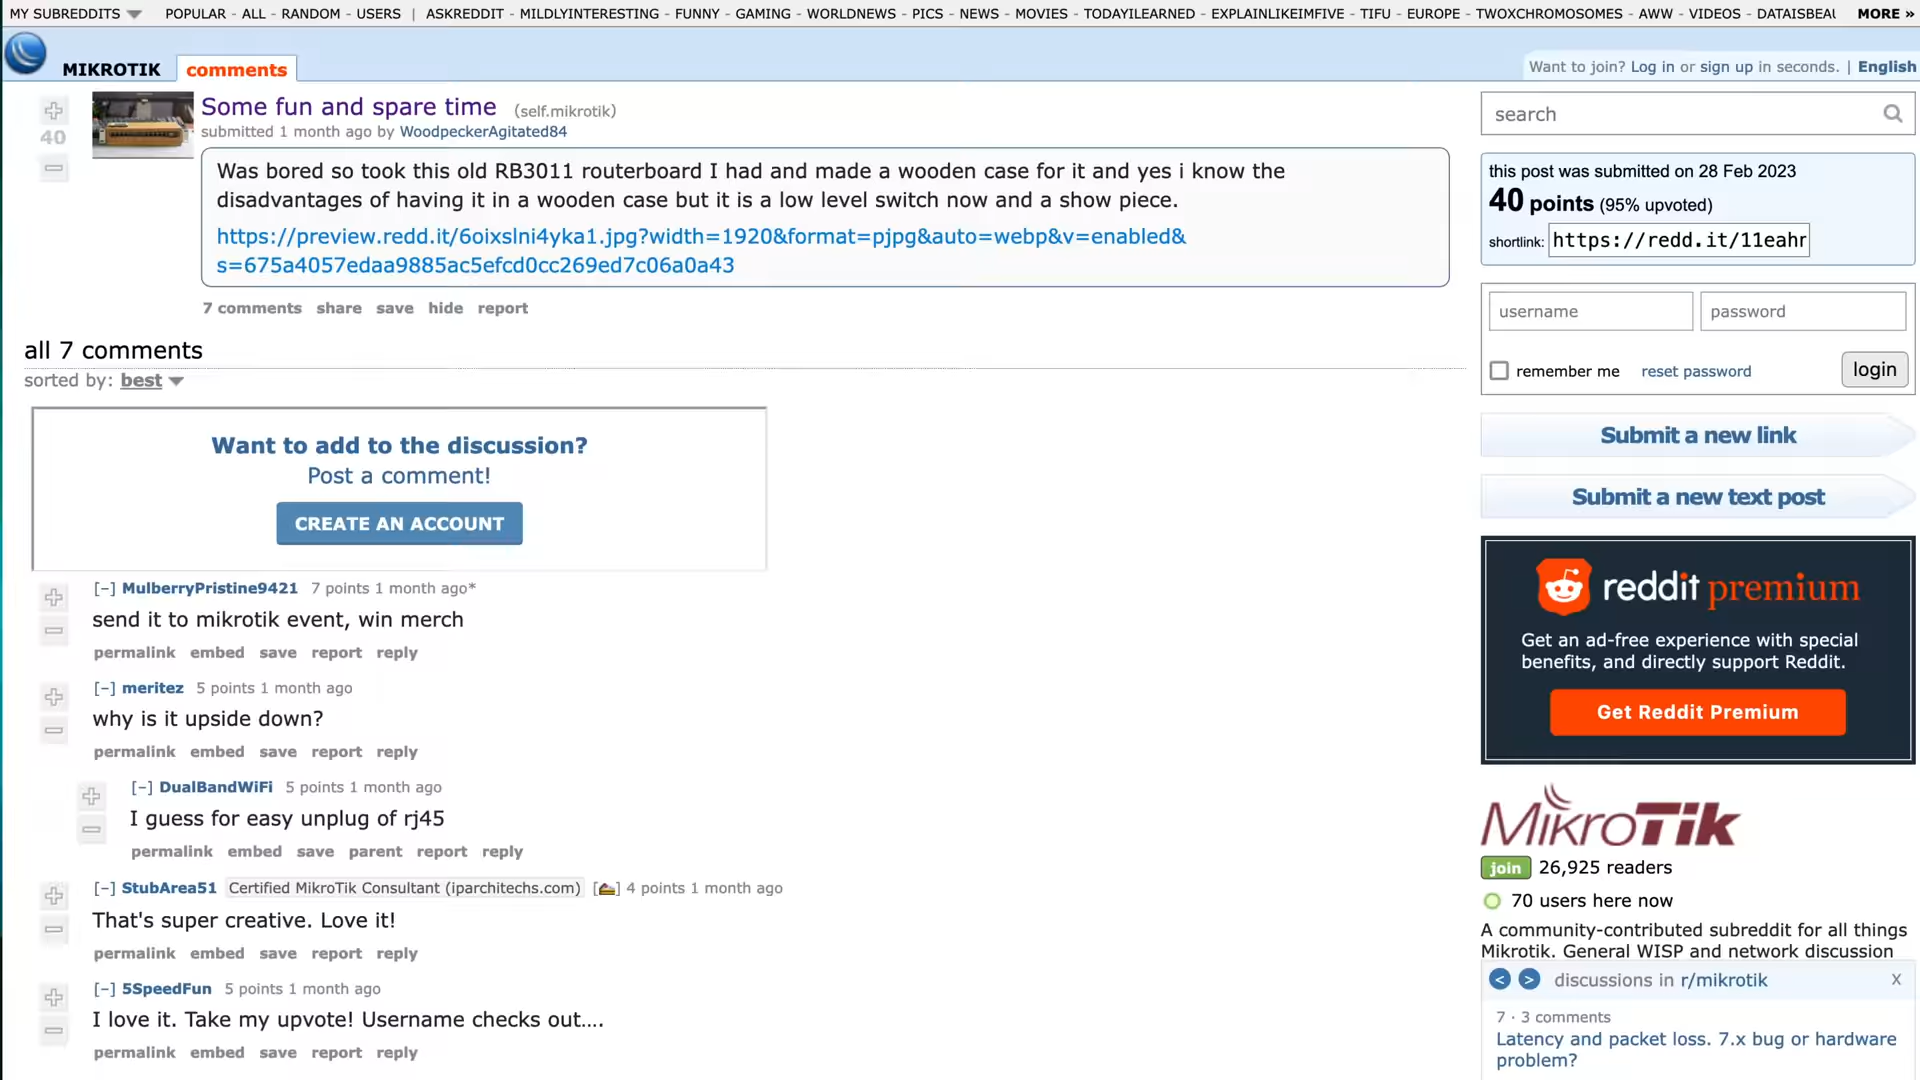 MY SUBREDDITS POPULAR - ALL - RANDOM - USERS | ASKREDDIT - MILDLYINTERESTING - FUNNY - GAMING - WORLDNEWS - PICS - NEWS - MOVIES - TODAYILEARNED - EXPLAINLIKEIMFIVE - TIFU - EUROPE - TWOXCHROMOSOMES - AWW - VIDEOS - DATAISBEAU MORE »
MIKROTIK comments
Want to join? Log in or sign up in seconds. | English
40
Some fun and spare time (self.mikrotik)
submitted 1 month ago by WoodpeckerAgitated84
Was bored so took this old RB3011 routerboard I had and made a wooden case for it and yes i know the
disadvantages of having it in a wooden case but it is a low level switch now and a show piece.
https://preview.redd.it/6oixslni4yka1.jpg?width=1920&format=pjpg&auto=webp&v=enabled&
s=675a4057edaa9885ac5efcd0cc269ed7c06a0a43
7 comments share save hide report
all 7 comments
sorted by: best
Want to add to the discussion?
Post a comment!
CREATE AN ACCOUNT
[–] MulberryPristine9421 7 points 1 month ago*
send it to mikrotik event, win merch
permalink embed save report reply
[–] meritez 5 points 1 month ago
why is it upside down?
permalink embed save report reply
[–] DualBandWiFi 5 points 1 month ago
I guess for easy unplug of rj45
permalink embed save parent report reply
[–] StubArea51 Certified MikroTik Consultant (iparchitechs.com) [🍰] 4 points 1 month ago
That's super creative. Love it!
permalink embed save report reply
[–] 5SpeedFun 5 points 1 month ago
I love it. Take my upvote! Username checks out....
permalink embed save report reply
search
this post was submitted on 28 Feb 2023
40 points (95% upvoted)
shortlink: https://redd.it/11eahr
username password
remember me reset password login
Submit a new link
Submit a new text post
reddit premium
Get an ad-free experience with special
benefits, and directly support Reddit.
Get Reddit Premium
MikroTik
join 26,925 readers
70 users here now
A community-contributed subreddit for all things
Mikrotik. General WISP and network discussion
< > discussions in r/mikrotik X
7 · 3 comments
Latency and packet loss. 7.x bug or hardware
problem?